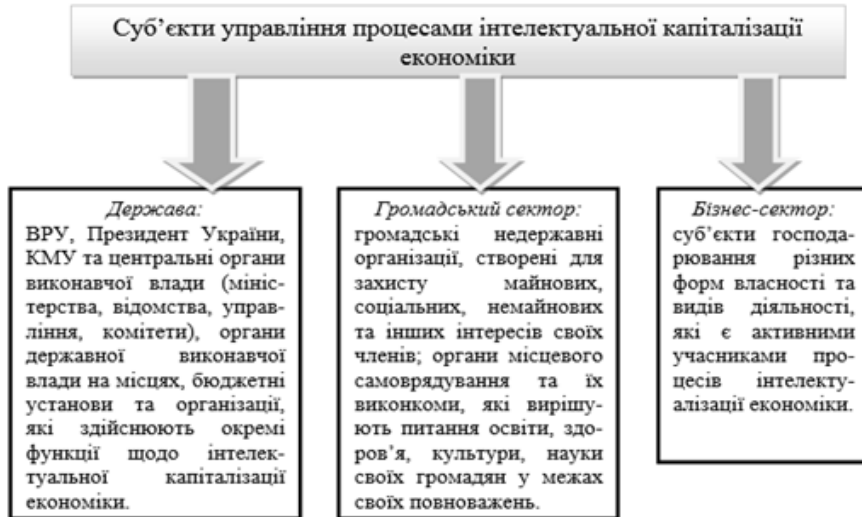 Суб’єкти управління процесами інтелектуальної капіталізації
економіки
Держава:
ВРУ, Президент України,
КМУ та центральні органи
виконавчої влади (мініс-
терства, відомства, управ-
ління, комітети), органи
державної виконавчої
влади на місцях, бюджетні
установи та організації,
які здійснюють окремі
функції щодо інтелек-
туальної капіталізації
економіки.
Громадський сектор:
громадські недержавні
організації, створені для
захисту майнових,
соціальних, немайнових
та інших інтересів своїх
членів; органи місцевого
самоврядування та їх
виконкоми, які вирішу-
ють питання освіти, здо-
ров’я, культури, науки
своїх громадян у межах
своїх повноважень.
Бізнес-сектор:
суб’єкти господа-
рювання різних
форм власності та
видів діяльності,
які є активними
учасниками про-
цесів інтелекту-
алізації економіки.